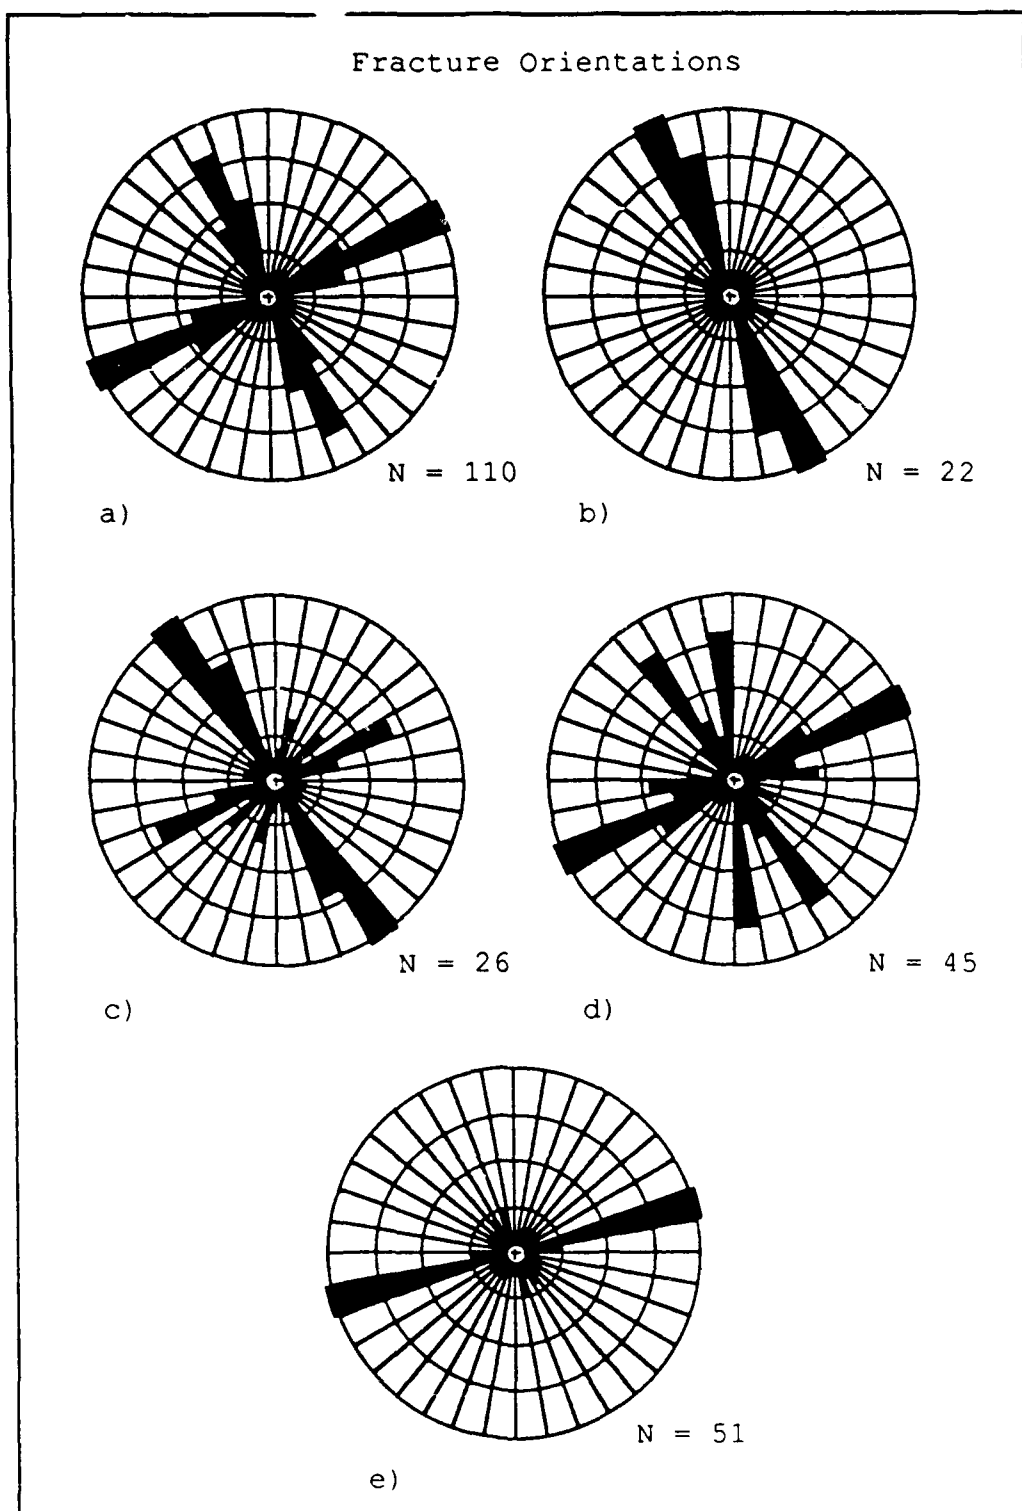 Fracture Orientations
N = 110
a)
N = 22
b)
N = 26
c)
N = 45
d)
N = 51
e)